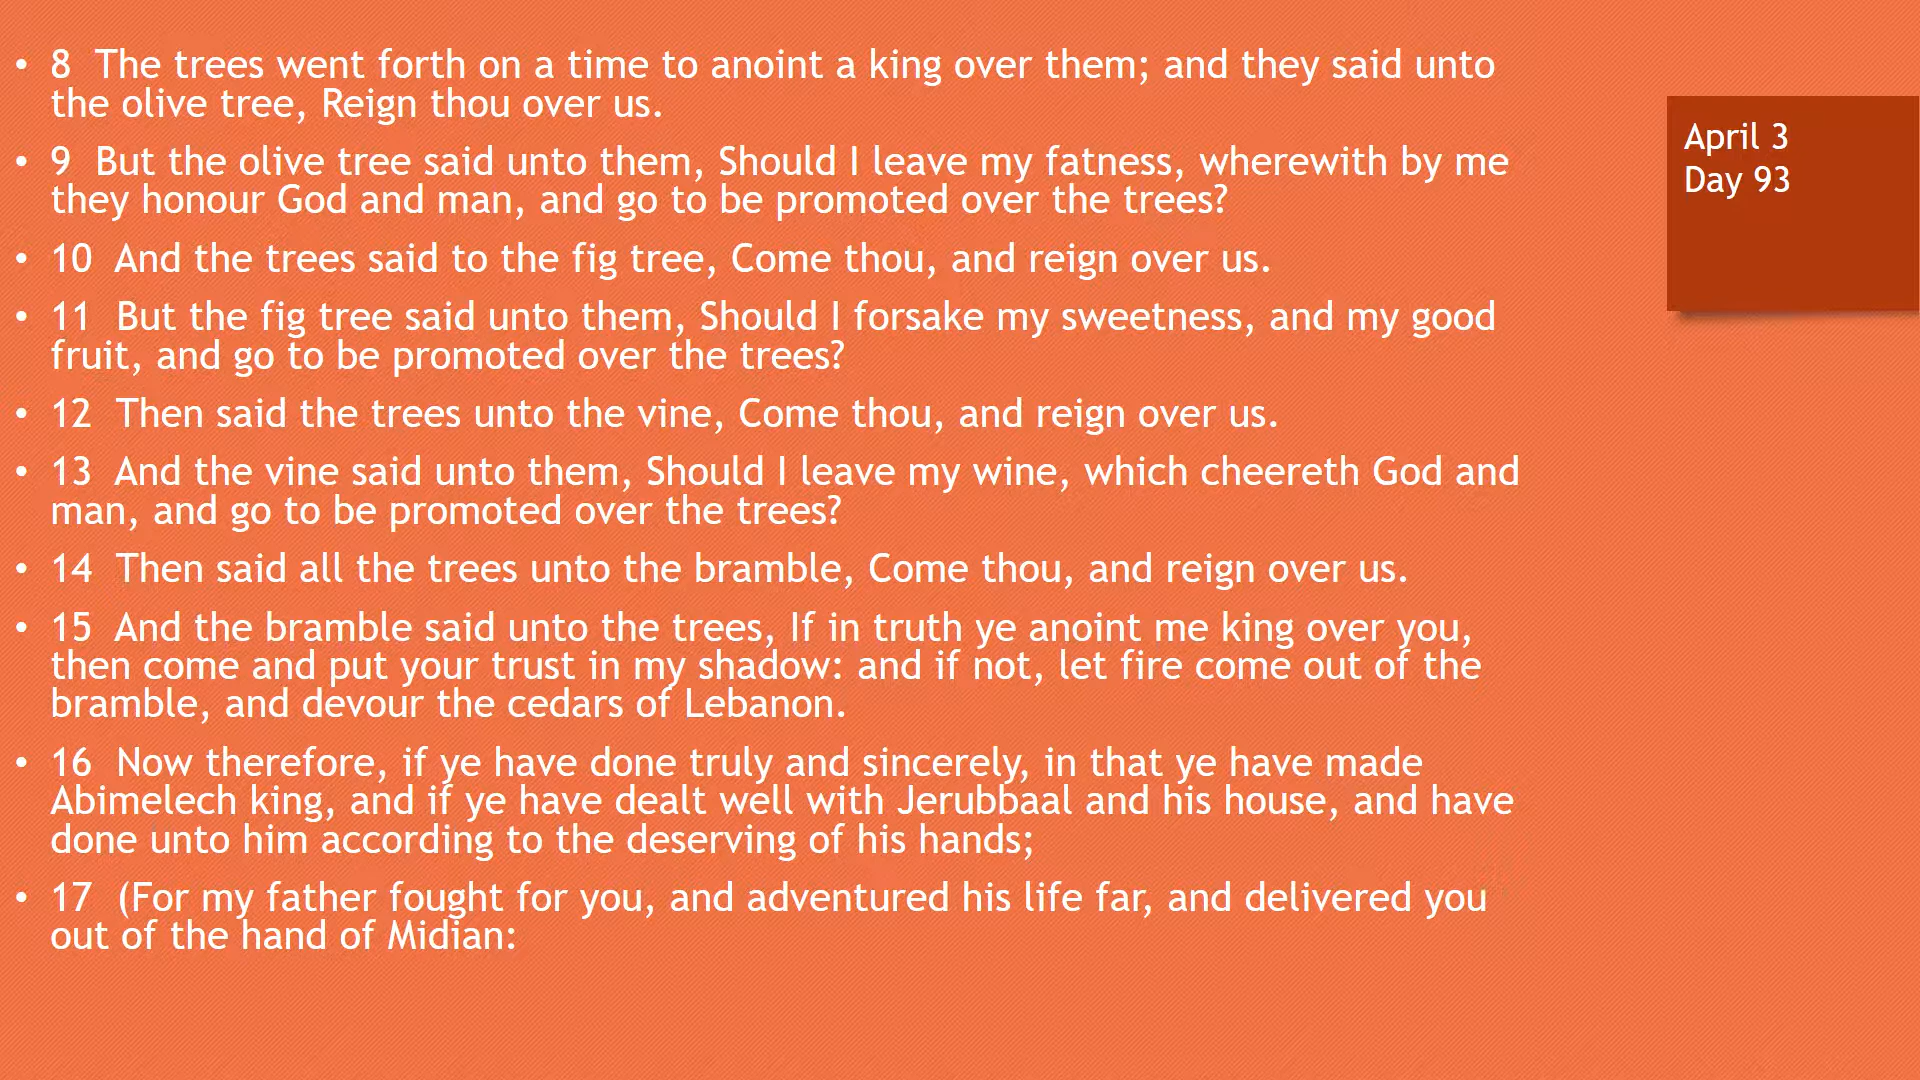 • 8  The trees went forth on a time to anoint a king over them; and they said unto
the olive tree, Reign thou over us.
• 9  But the olive tree said unto them, Should I leave my fatness, wherewith by me
they honour God and man, and go to be promoted over the trees?
• 10  And the trees said to the fig tree, Come thou, and reign over us.
• 11  But the fig tree said unto them, Should I forsake my sweetness, and my good
fruit, and go to be promoted over the trees?
• 12  Then said the trees unto the vine, Come thou, and reign over us.
• 13  And the vine said unto them, Should I leave my wine, which cheereth God and
man, and go to be promoted over the trees?
• 14  Then said all the trees unto the bramble, Come thou, and reign over us.
• 15  And the bramble said unto the trees, If in truth ye anoint me king over you,
then come and put your trust in my shadow: and if not, let fire come out of the
bramble, and devour the cedars of Lebanon.
• 16  Now therefore, if ye have done truly and sincerely, in that ye have made
Abimelech king, and if ye have dealt well with Jerubbaal and his house, and have
done unto him according to the deserving of his hands;
• 17  (For my father fought for you, and adventured his life far, and delivered you
out of the hand of Midian:
April 3
Day 93